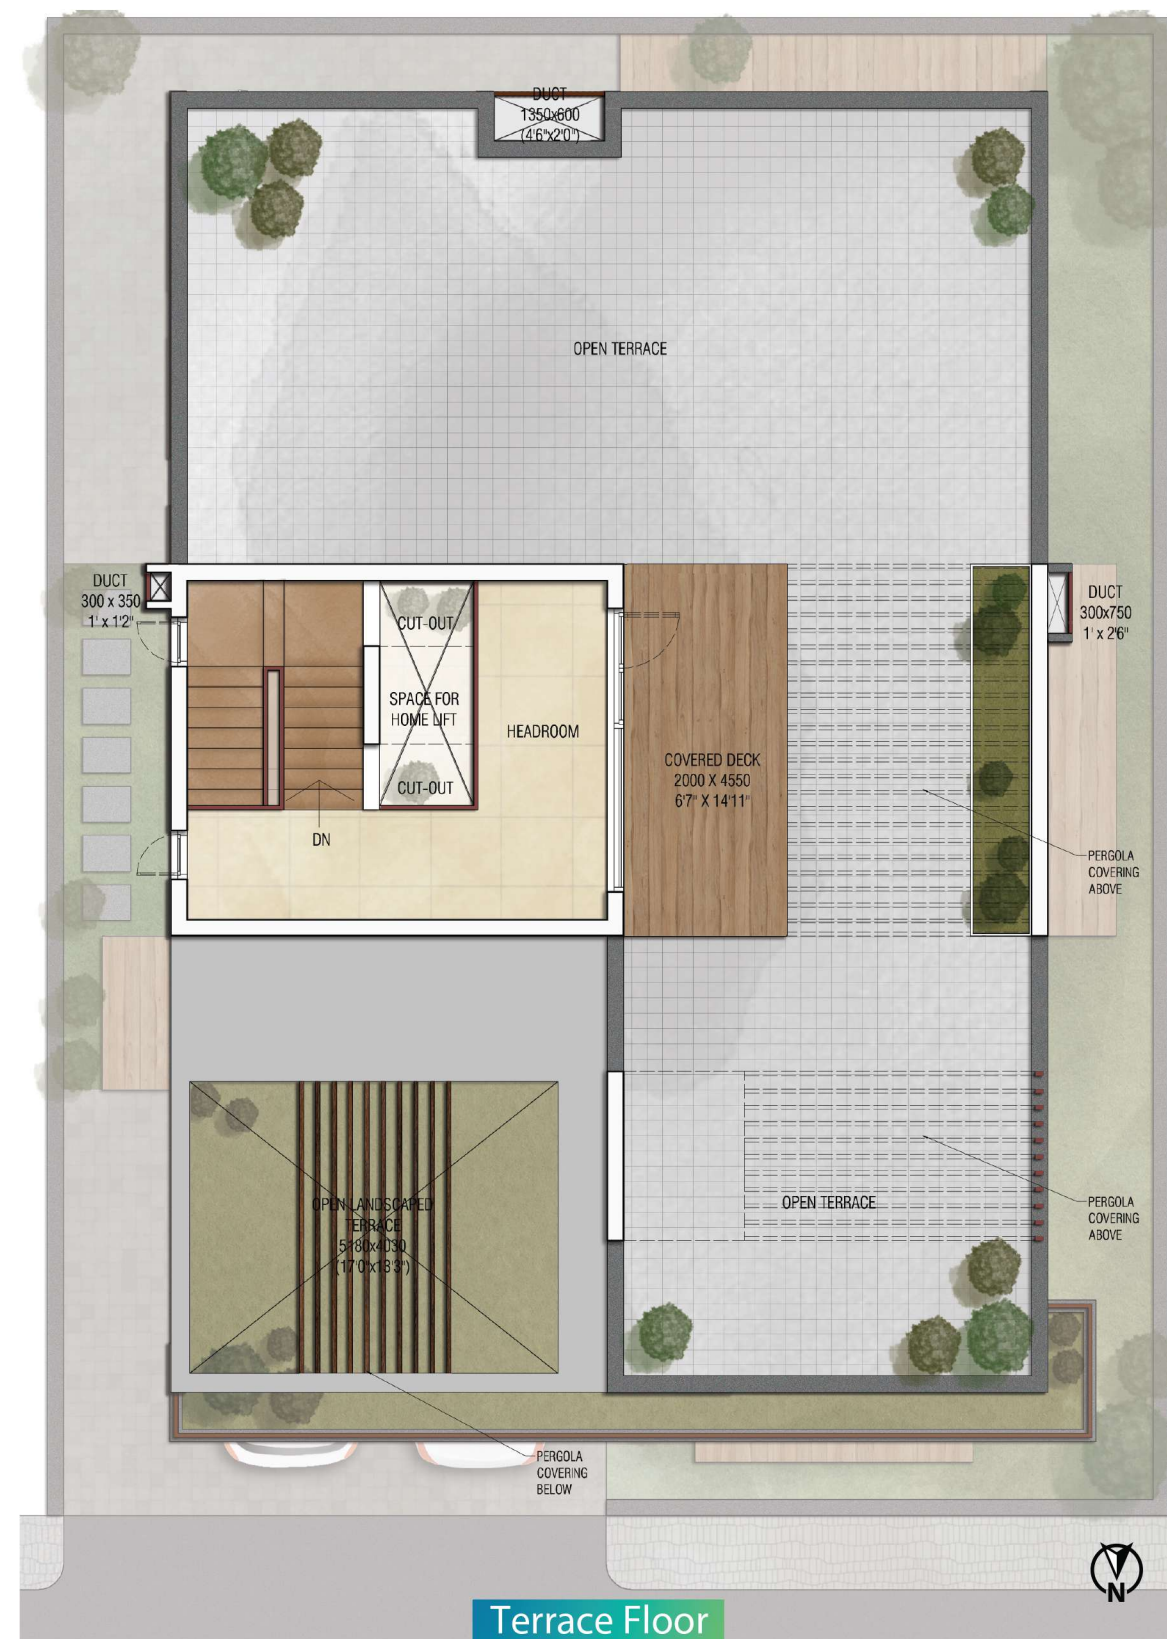 DUCT
1350x600
(4'6"x2'0")
OPEN TERRACE
DUCT
300 x 350
1' x 1'2"
CUT-OUT
SPACE FOR
HOME LIFT
CUT-OUT
HEADROOM
DN
COVERED DECK
2000 X 4550
6'7" X 14'11"
DUCT
300x750
1' x 2'6"
PERGOLA
COVERING
ABOVE
OPEN LANDSCAPED
TERRACE
5180x4030
(17'0"x13'3")
OPEN TERRACE
PERGOLA
COVERING
ABOVE
PERGOLA
COVERING
BELOW
N
Terrace Floor